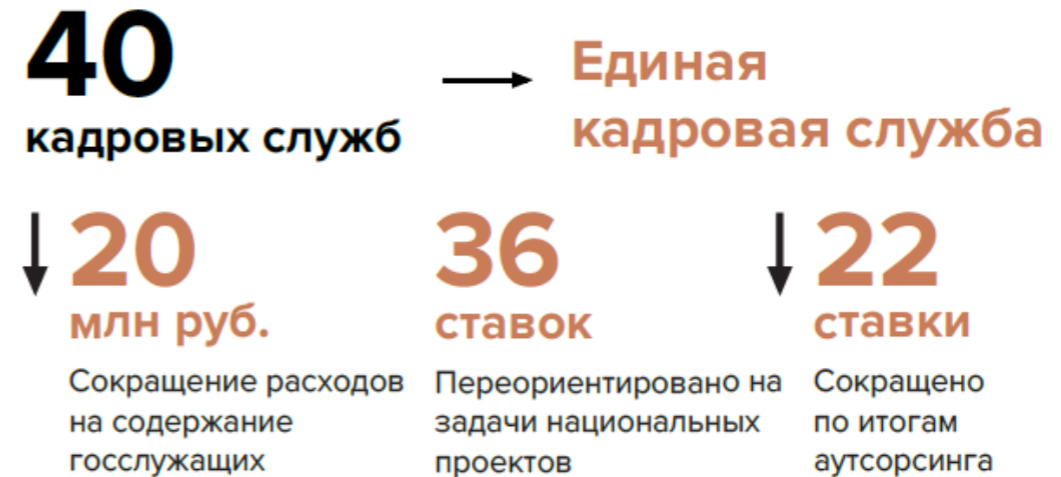 40
кадровых служб
Единая
кадровая служба
20
млн руб.
Сокращение расходов
на содержание
госслужащих
36
ставок
Переориентировано на
задачи национальных
проектов
22
ставки
Сокращено
по итогам
аутсорсинга